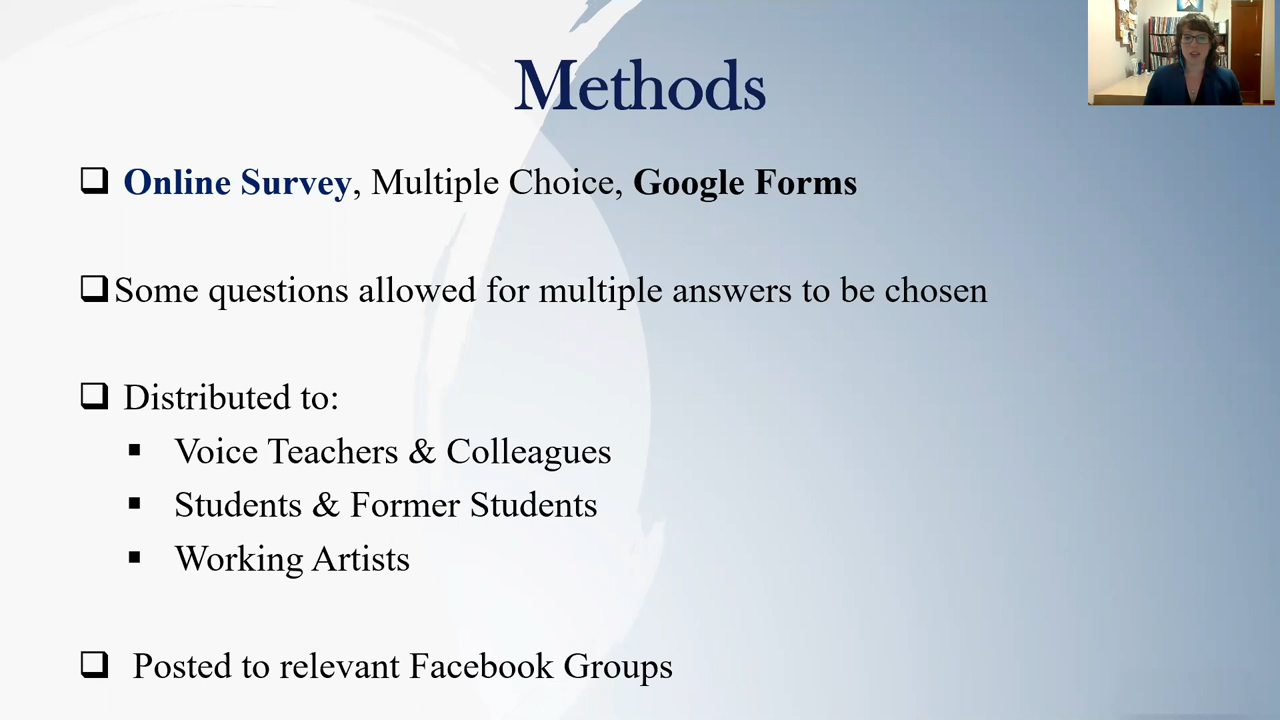 Methods
Online Survey, Multiple Choice, Google Forms
Some questions allowed for multiple answers to be chosen
Distributed to:
Voice Teachers & Colleagues
Students & Former Students
Working Artists
Posted to relevant Facebook Groups